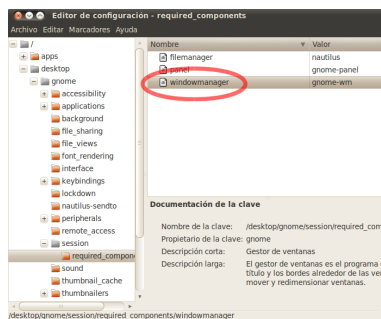 Editor de configuración - required_components
Archivo Editar Marcadores Ayuda
/
apps
desktop
gnome
accessibility
applications
background
file_sharing
file_views
font_rendering
interface
keybindings
lockdown
nautilus-sendto
peripherals
remote_access
session
required_compon
sound
thumbnail_cache
thumbnailers
Nombre Valor
filemanager nautilus
panel gnome-panel
windowmanager gnome-wm
Documentación de la clave
Nombre de la clave: /desktop/gnome/session/required_com
Propietario de la clave: gnome
Descripción corta: Gestor de ventanas
Descripción larga: El gestor de ventanas es el programa
título y los bordes alrededor de las ve
mover y redimensionar ventanas.
/desktop/gnome/session/required_components/windowmanager